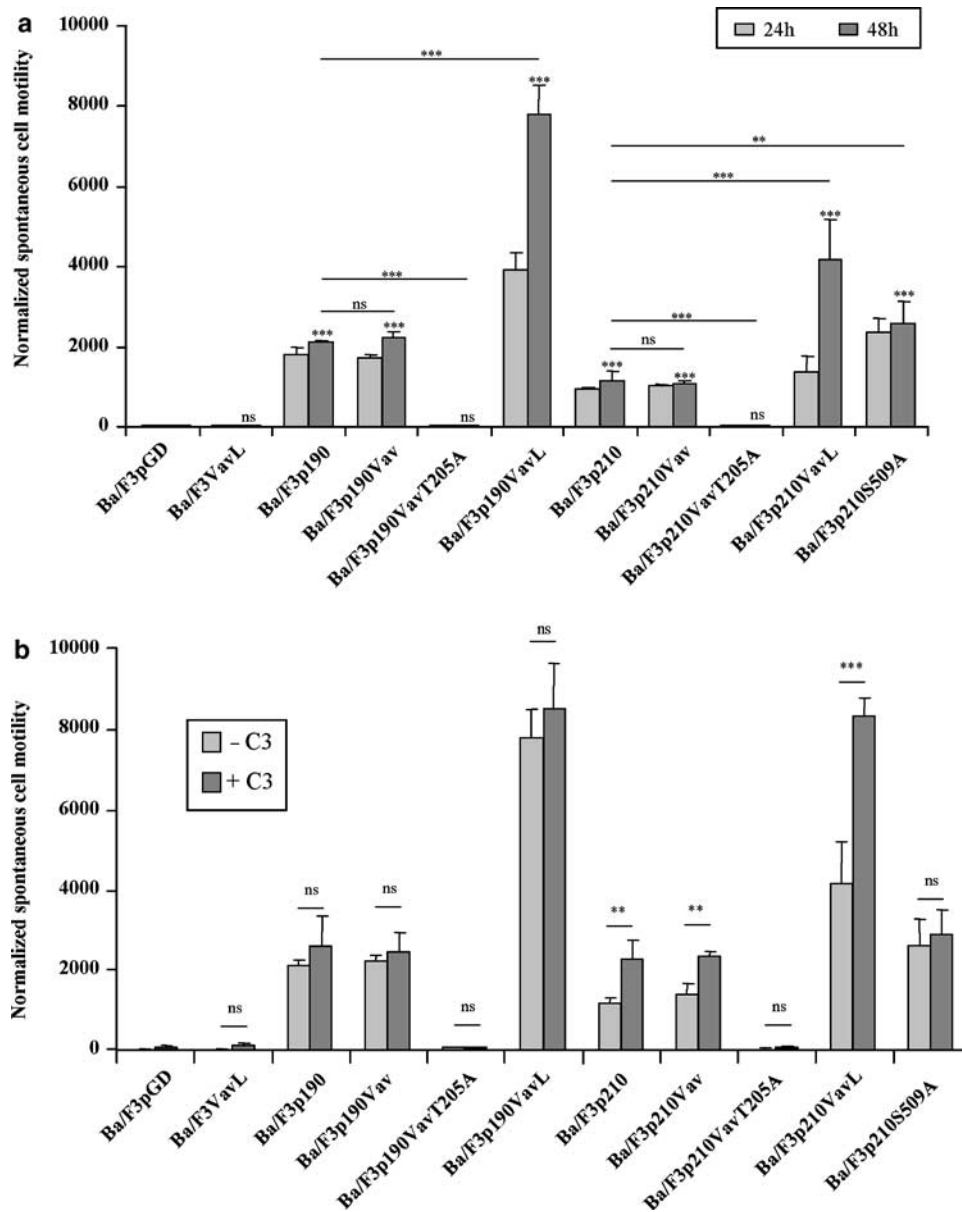 a
10000
8000
6000
4000
2000
0
Normalized spontaneous cell motility
24h 48h
***
***
**
***
***
***
***
***
ns
***
***
***
ns
***
***
ns
ns
ns
ns
Ba/F3pGD
Ba/F3VavL
Ba/F3p190
Ba/F3p190Vav
Ba/F3p190VavT205A
Ba/F3p190VavL
Ba/F3p210
Ba/F3p210Vav
Ba/F3p210VavT205A
Ba/F3p210VavL
Ba/F3p210S509A
b
10000
8000
6000
4000
2000
0
Normalized spontaneous cell motility
– C3
+ C3
ns
ns
ns
ns
ns
**
**
ns
***
ns
Ba/F3pGD
Ba/F3VavL
Ba/F3p190
Ba/F3p190Vav
Ba/F3p190VavT205A
Ba/F3p190VavL
Ba/F3p210
Ba/F3p210Vav
Ba/F3p210VavT205A
Ba/F3p210VavL
Ba/F3p210S509A